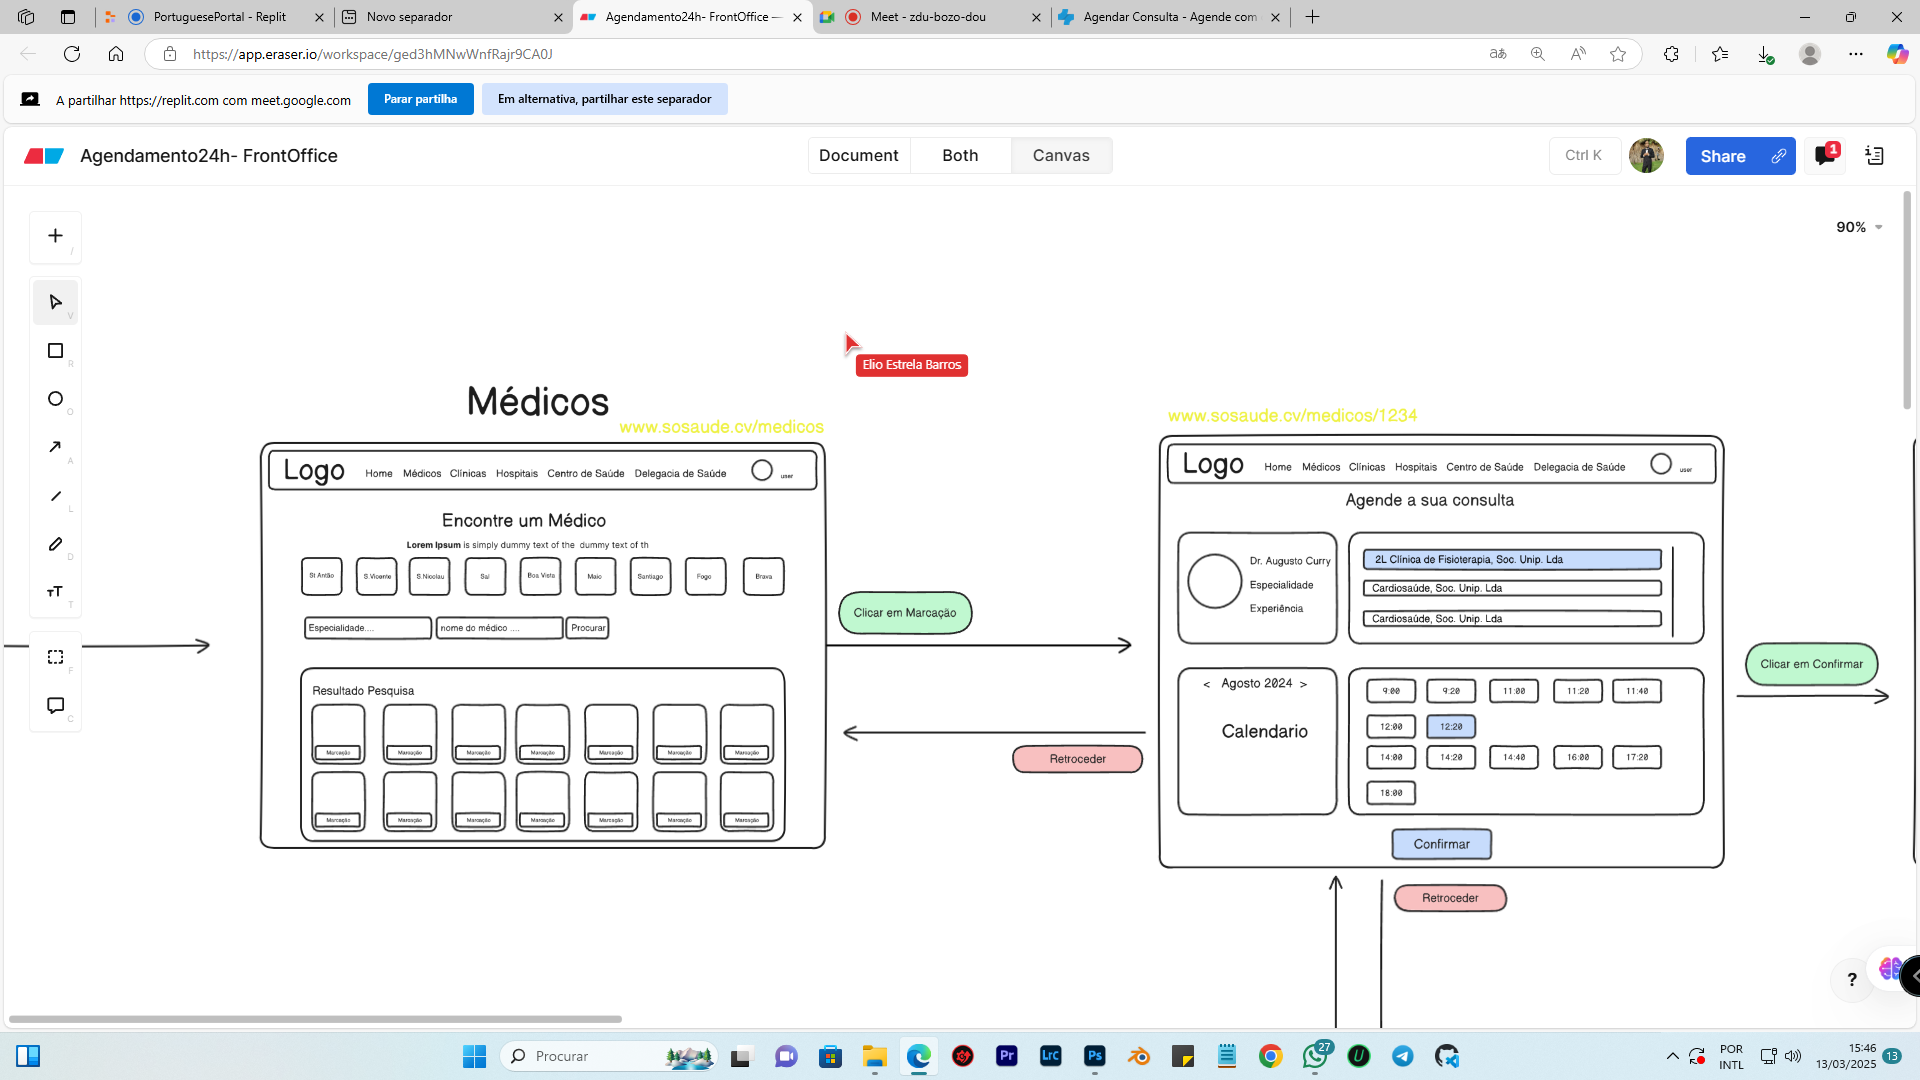 PortuguesePortal - Replit
Novo separador
Agendamento24h- FrontOffice —
Meet - zdu-bozo-dou
Agendar Consulta - Agende com
https://app.eraser.io/workspace/ged3hMNwWnfRajr9CA0J
A partilhar https://replit.com com meet.google.com
Parar partilha
Em alternativa, partilhar este separador
Agendamento24h- FrontOffice
Document
Both
Canvas
Ctrl K
Share
1
90%
/
V
R
O
A
L
D
T
F
C
Elio Estrela Barros
Médicos
www.sosaude.cv/medicos
Logo
Home Médicos Clínicas Hospitais Centro de Saúde Delegacia de Saúde
user
Encontre um Médico
Lorem Ipsum is simply dummy text of the dummy text of th
St Antão
S.Vicente
S.Nicolau
Sal
Boa Vista
Maio
Santiago
Fogo
Brava
Especialidade....
nome do médico ....
Procurar
Resultado Pesquisa
Marcação Marcação Marcação Marcação Marcação Marcação Marcação
Marcação Marcação Marcação Marcação Marcação Marcação Marcação
Clicar em Marcação
Retroceder
www.sosaude.cv/medicos/1234
Logo
Home Médicos Clínicas Hospitais Centro de Saúde Delegacia de Saúde
user
Agende a sua consulta
Dr. Augusto Curry
Especialidade
Experiência
2L Clínica de Fisioterapia, Soc. Unip. Lda
Cardiosaúde, Soc. Unip. Lda
Cardiosaúde, Soc. Unip. Lda
< Agosto 2024 >
Calendario
9:00 9:20 11:00 11:20 11:40
12:00 12:20
14:00 14:20 14:40 16:00 17:20
18:00
Confirmar
Retroceder
Clicar em Confirmar
?
Procurar
Pr
LrC
Ps
27
POR
INTL
15:46
13/03/2025
13